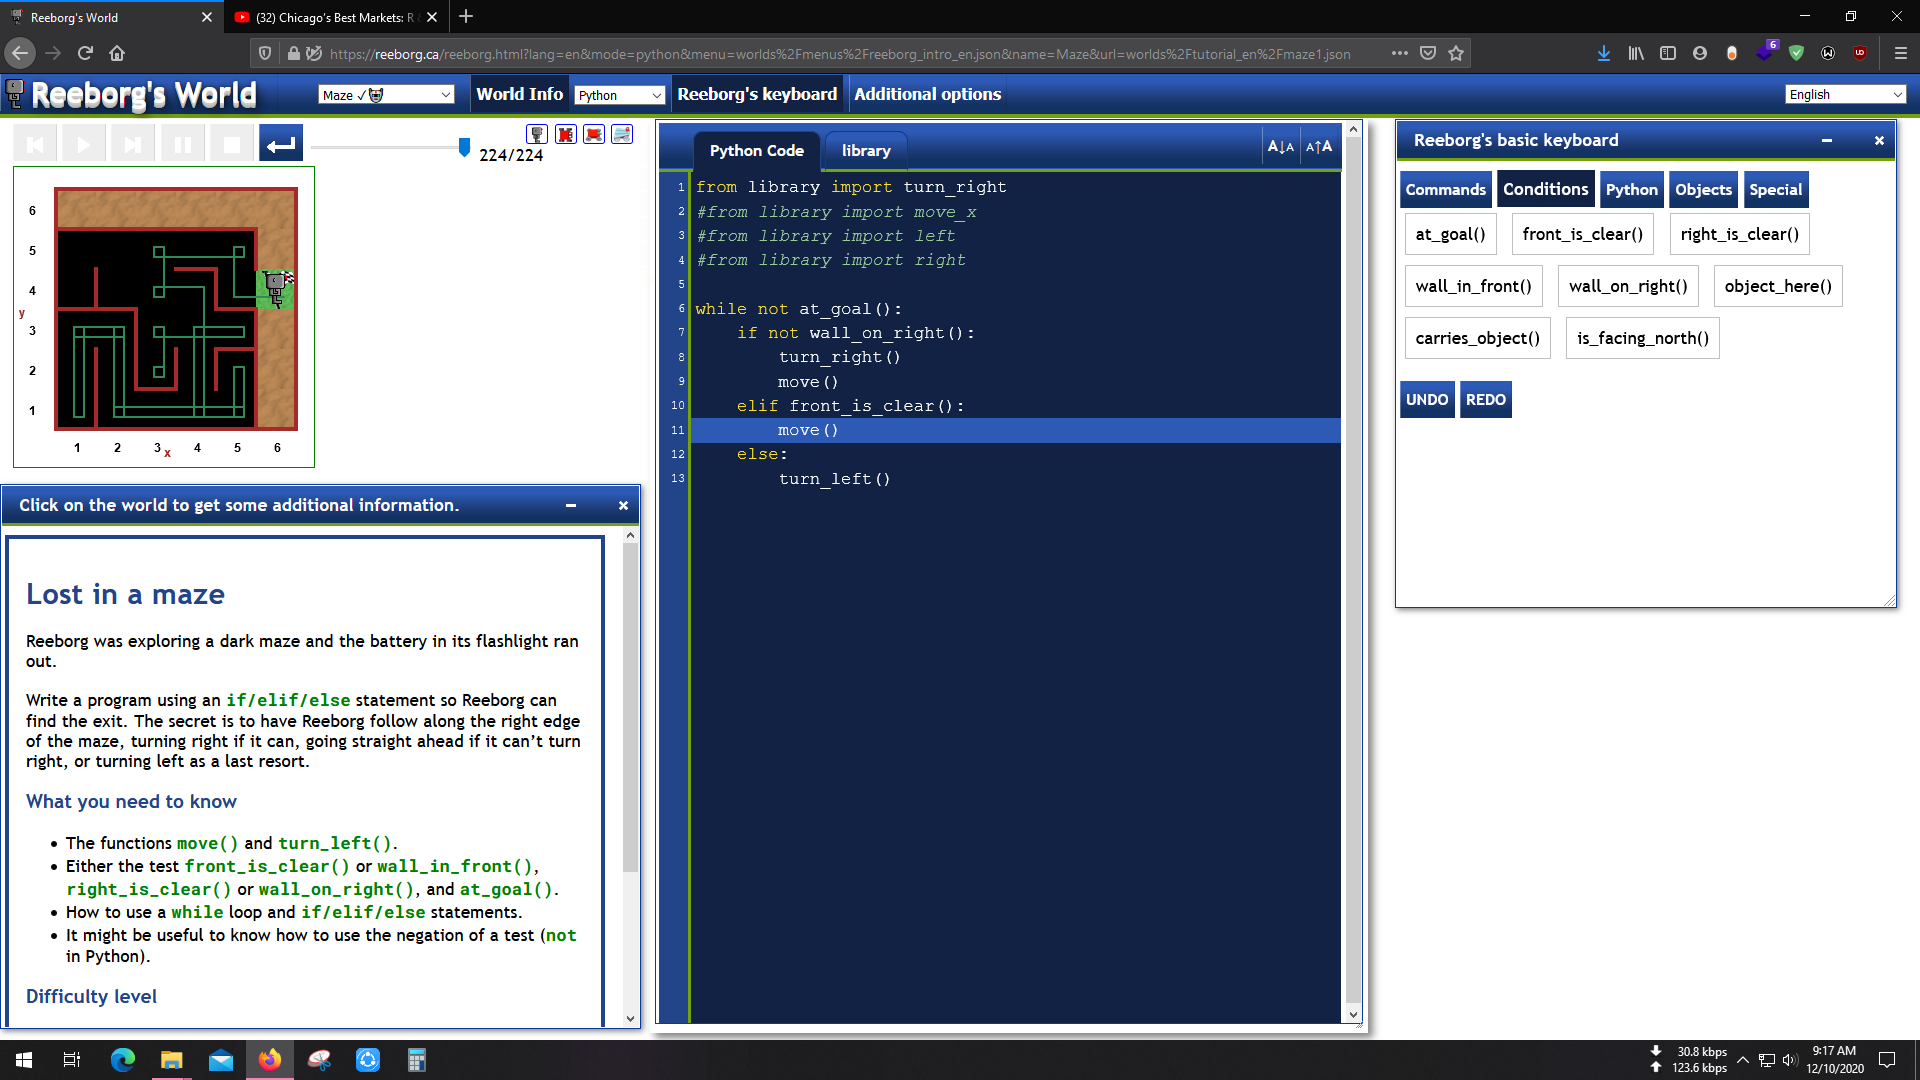 Reeborg's World
(32) Chicago's Best Markets: R
https://reeborg.ca/reeborg.html?lang=en&mode=python&menu=worlds%2Fmenus%2Freeborg_intro_en.json&name=Maze&url=worlds%2Ftutorial_en%2Fmaze1.json
6
Reeborg's World
Maze ✓
World Info
Python
Reeborg's keyboard
Additional options
English
224/224
6
5
4
y
3
2
1
1 2 3 x 4 5 6
Click on the world to get some additional information.
Lost in a maze
Reeborg was exploring a dark maze and the battery in its flashlight ran
out.
Write a program using an if/elif/else statement so Reeborg can
find the exit. The secret is to have Reeborg follow along the right edge
of the maze, turning right if it can, going straight ahead if it can't turn
right, or turning left as a last resort.
What you need to know
• The functions move() and turn_left().
• Either the test front_is_clear() or wall_in_front(),
right_is_clear() or wall_on_right(), and at_goal().
• How to use a while loop and if/elif/else statements.
• It might be useful to know how to use the negation of a test (not
in Python).
Difficulty level
Python Code
library
A↓A
A↑A
1 from library import turn_right
2 #from library import move_x
3 #from library import left
4 #from library import right
5
6 while not at_goal():
7     if not wall_on_right():
8         turn_right()
9         move()
10     elif front_is_clear():
11         move()
12     else:
13         turn_left()
Reeborg's basic keyboard
Commands Conditions Python Objects Special
at_goal() front_is_clear() right_is_clear()
wall_in_front() wall_on_right() object_here()
carries_object() is_facing_north()
UNDO REDO
30.8 kbps
123.6 kbps
9:17 AM
12/10/2020